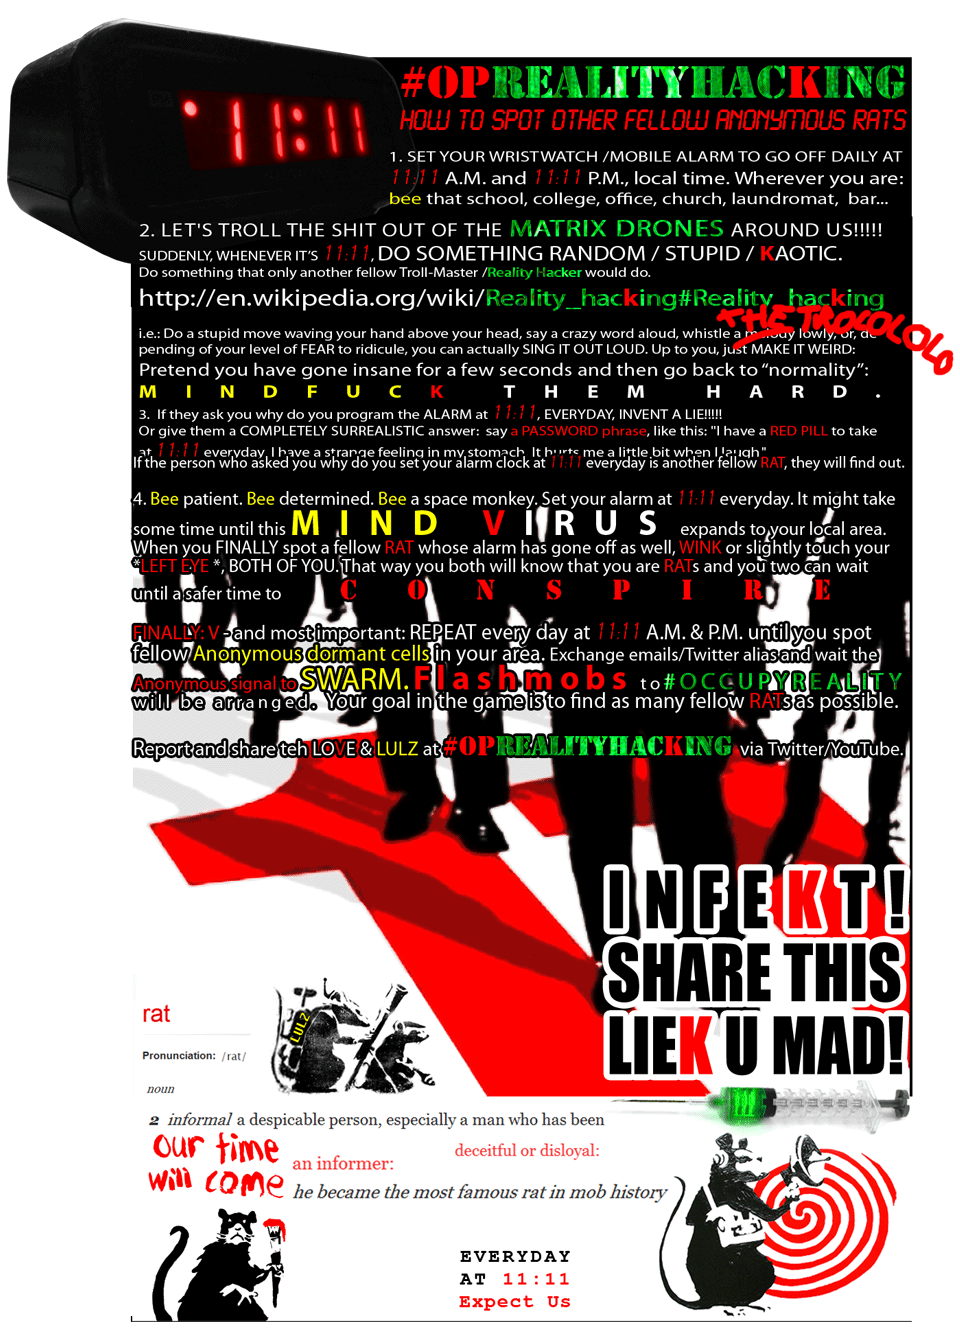 11:11
#OPREALITYHACKING
HOW TO SPOT OTHER FELLOW ANONYMOUS RATS
1. SET YOUR WRISTWATCH /MOBILE ALARM TO GO OFF DAILY AT
11:11 A.M. and 11:11 P.M., local time. Wherever you are:
bee that school, college, office, church, laundromat, bar...
2. LET'S TROLL THE SHIT OUT OF THE MATRIX DRONES AROUND US!!!!!
SUDDENLY, WHENEVER IT'S 11:11, DO SOMETHING RANDOM / STUPID / KAOTIC.
Do something that only another fellow Troll-Master /Reality Hacker would do.
http://en.wikipedia.org/wiki/Reality_hacking#Reality_hacking
THE TROLOLOLO
i.e.: Do a stupid move waving your hand above your head, say a crazy word aloud, whistle a melody lowly, or, de
pending of your level of FEAR to ridicule, you can actually SING IT OUT LOUD. Up to you, just MAKE IT WEIRD:
Pretend you have gone insane for a few seconds and then go back to "normality":
MINDFUCK THEM HARD.
3. If they ask you why do you program the ALARM at 11:11, EVERYDAY, INVENT A LIE!!!!!
Or give them a COMPLETELY SURREALISTIC answer: say a PASSWORD phrase, like this: "I have a RED PILL to take
at 11:11 everyday, I have a strange feeling in my stomach. It hurts me a little bit when I laugh"
If the person who asked you why do you set your alarm clock at 11:11 everyday is another fellow RAT, they will find out.
4. Bee patient. Bee determined. Bee a space monkey. Set your alarm at 11:11 everyday. It might take
some time until this MIND VIRUS expands to your local area.
When you FINALLY spot a fellow RAT whose alarm has gone off as well, WINK or slightly touch your
*LEFT EYE *, BOTH OF YOU. That way you both will know that you are RATs and you two can wait
until a safer time to CONSPIRE
FINALLY: V - and most important: REPEAT every day at 11:11 A.M. & P.M. until you spot
fellow Anonymous dormant cells in your area. Exchange emails/Twitter alias and wait the
Anonymous signal to SWARM. Flashmobs to #OCCUPYREALITY
will be arranged. Your goal in the game is to find as many fellow RATs as possible.
Report and share teh LOVE & LULZ at #OPREALITYHACKING via Twitter/YouTube.
INFEKT!
SHARE THIS
LIEK U MAD!
rat
LULZ
Pronunciation: /rat/
noun
2 informal a despicable person, especially a man who has been
deceitful or disloyal:
our time
will come
an informer:
he became the most famous rat in mob history
EVERYDAY
AT 11:11
Expect Us